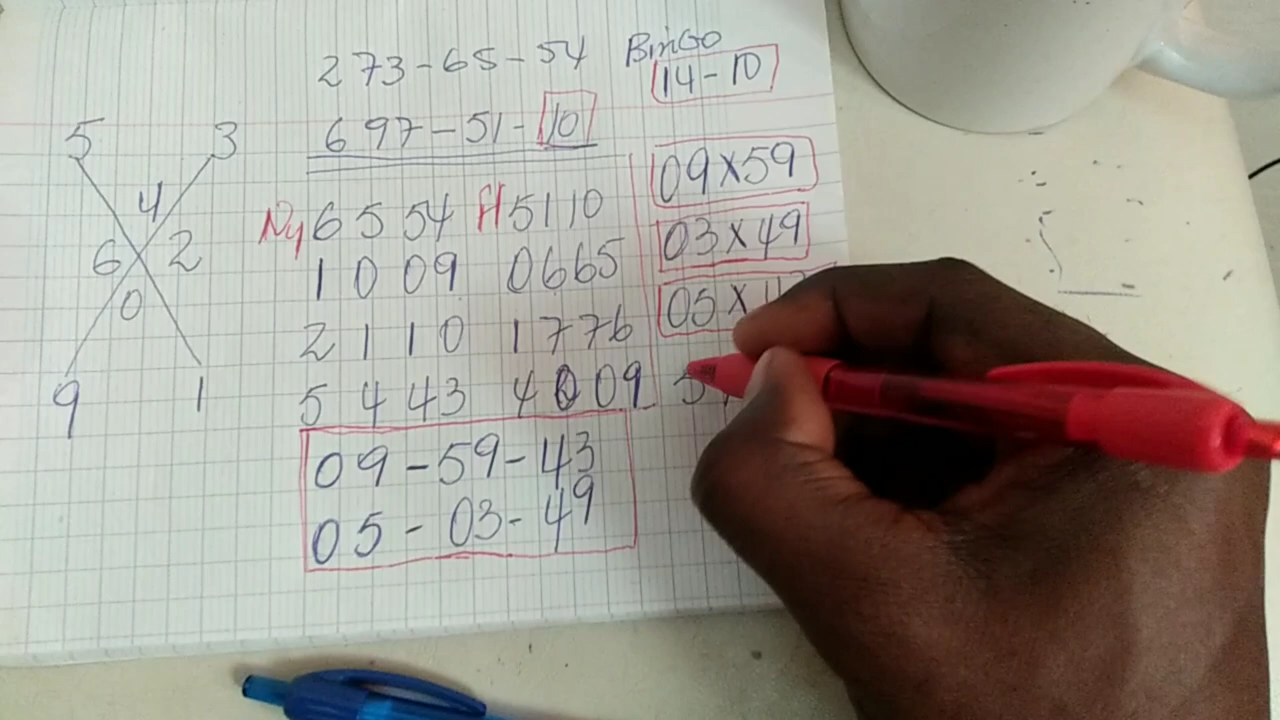 273-65-54 Bingo
14-10
697-51-10
5 3
4
6 2
0
9 1
Ny 6 5 54 H 5110
1 0 09 0665
2 1 1 0 1776
5 4 43 4009
09X59
03X49
05X
09-59-43
05-03-49